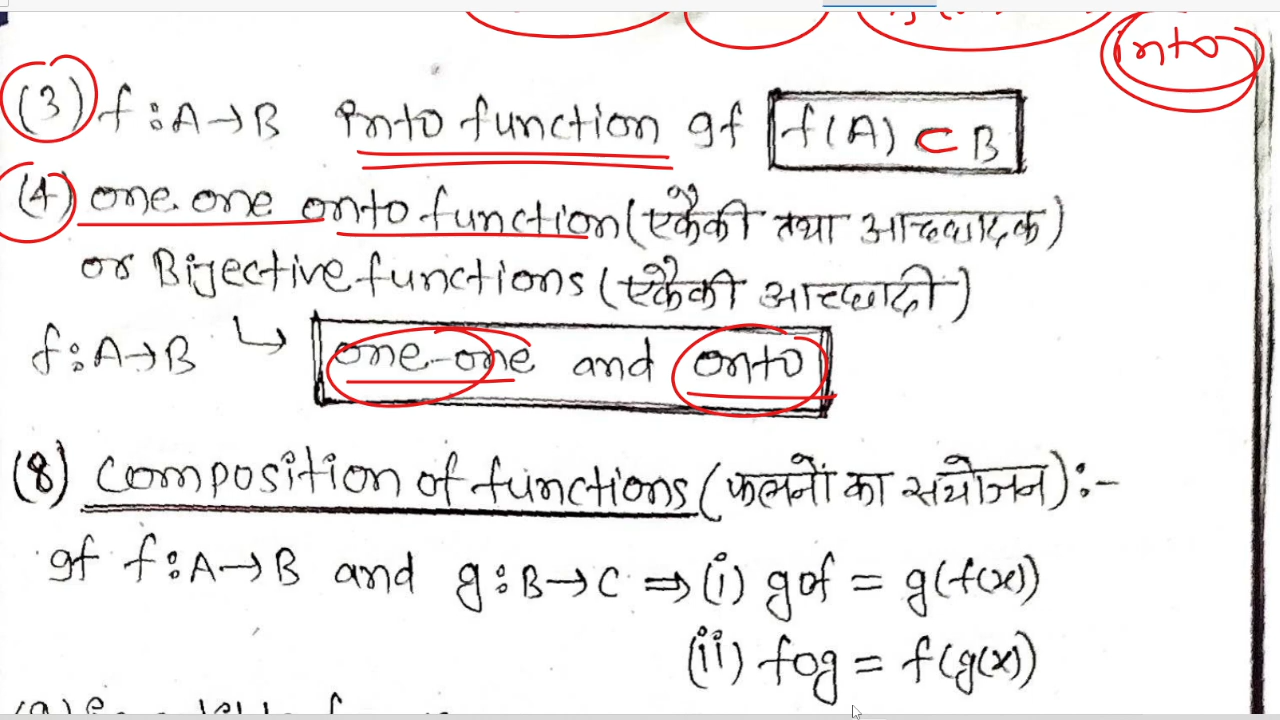 into
(3) f:A→B into function if f(A) ⊂ B
(4) one-one onto function (एकैकी तथा आच्छादक)
or Bijective functions (एकैकी आच्छादी)
f:A→B ↳ one-one and onto
(8) Composition of functions (फलनों का संयोजन):-
if f:A→B and g:B→C ⇒ (i) gof = g(f(x))
(ii) fog = f(g(x))